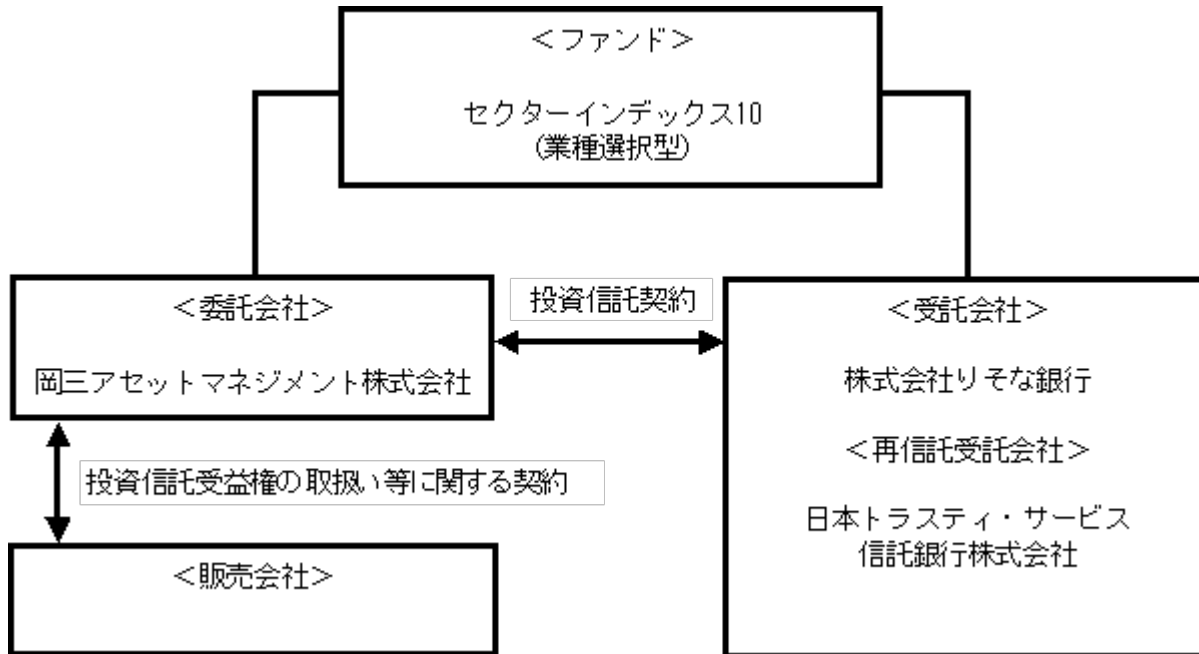 ＜ファンド＞
セクターインデックス10
(業種選択型)
＜委託会社＞
岡三アセットマネジメント株式会社
投資信託契約
＜受託会社＞
株式会社りそな銀行
＜再信託受託会社＞
日本トラスティ・サービス
信託銀行株式会社
投資信託受益権の取扱い等に関する契約
＜販売会社＞